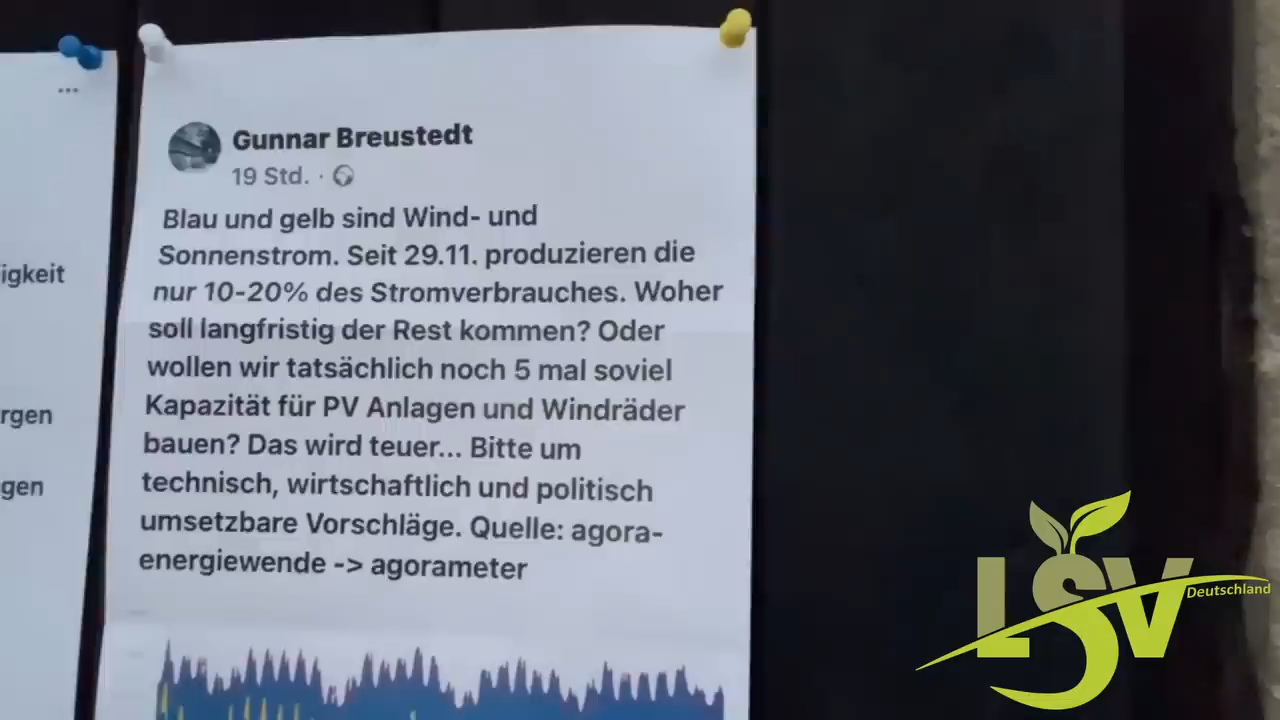 ...
igkeit
rgen
gen
Gunnar Breustedt
19 Std. ·
Blau und gelb sind Wind- und
Sonnenstrom. Seit 29.11. produzieren die
nur 10-20% des Stromverbrauches. Woher
soll langfristig der Rest kommen? Oder
wollen wir tatsächlich noch 5 mal soviel
Kapazität für PV Anlagen und Windräder
bauen? Das wird teuer... Bitte um
technisch, wirtschaftlich und politisch
umsetzbare Vorschläge. Quelle: agora-
energiewende -> agorameter
LSV
Deutschland